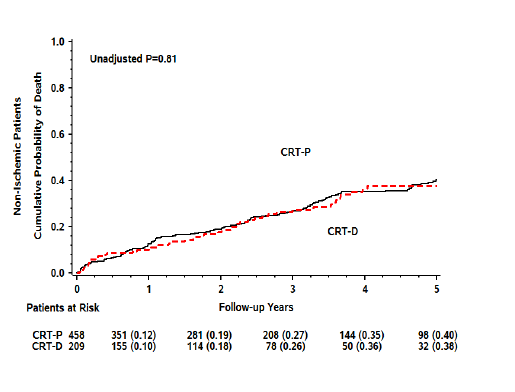 Non-Ischemic Patients
Cumulative Probability of Death
1.0
Unadjusted P=0.81
0.8
0.6
CRT-P
0.4
CRT-D
0.2
0.0
0 1 2 3 4 5
Patients at Risk Follow-up Years
CRT-P 458 351 (0.12) 281 (0.19) 208 (0.27) 144 (0.35) 98 (0.40)
CRT-D 209 155 (0.10) 114 (0.18) 78 (0.26) 50 (0.36) 32 (0.38)